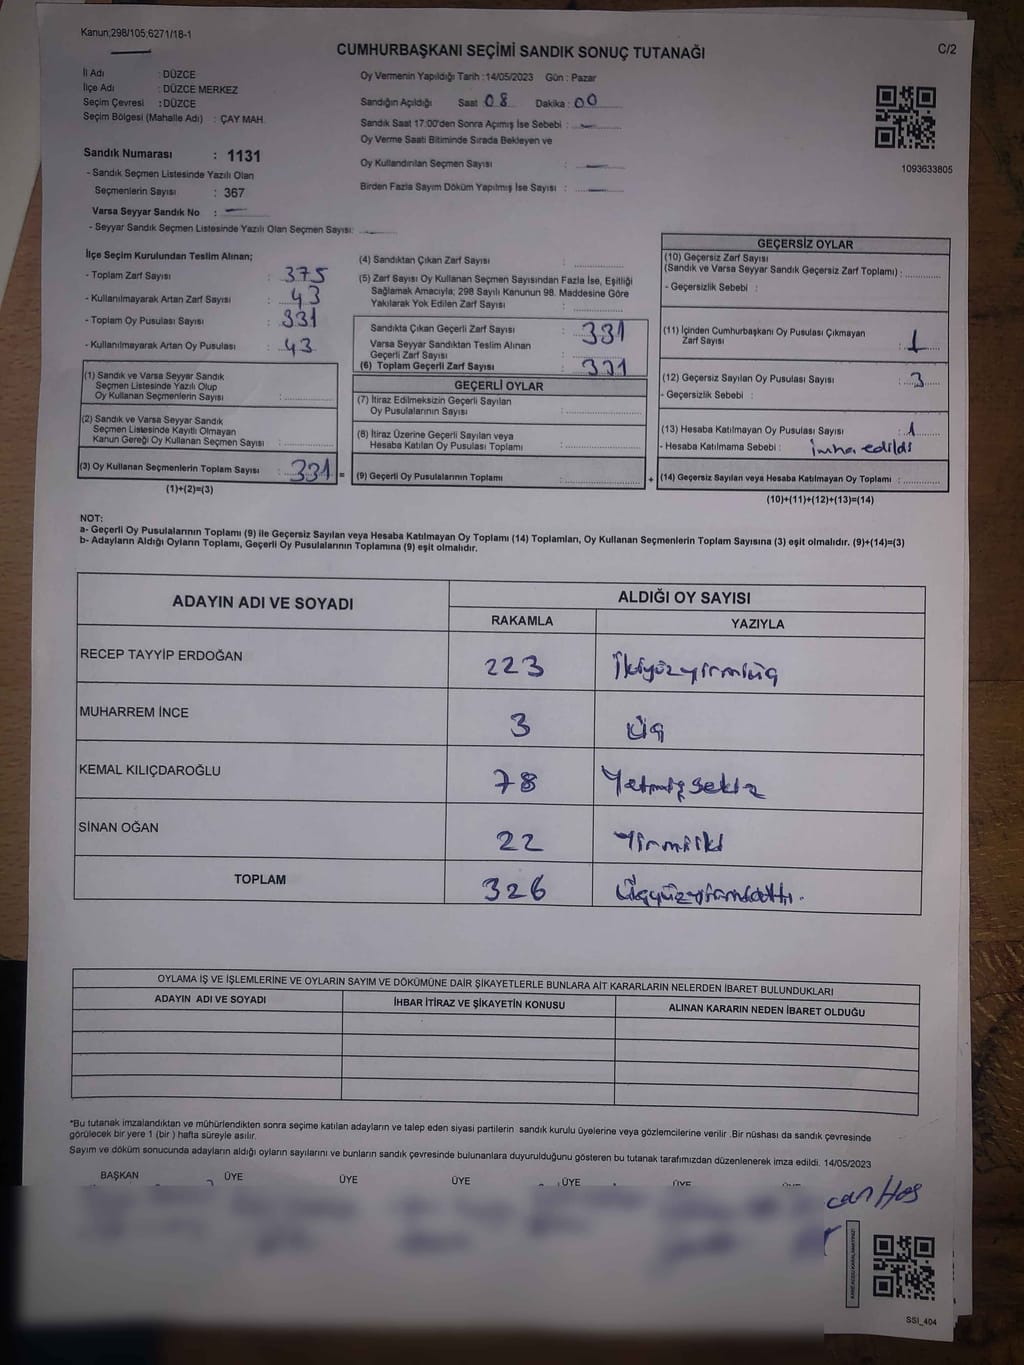 Kanun;298/105;6271/18-1
CUMHURBAŞKANI SEÇİMİ SANDIK SONUÇ TUTANAĞI
C/2
İl Adı : DÜZCE
İlçe Adı : DÜZCE MERKEZ
Seçim Çevresi : DÜZCE
Seçim Bölgesi (Mahalle Adı) : ÇAY MAH.
Sandık Numarası : 1131
- Sandık Seçmen Listesinde Yazılı Olan
Seçmenlerin Sayısı : 367
Varsa Seyyar Sandık No : —
- Seyyar Sandık Seçmen Listesinde Yazılı Olan Seçmen Sayısı: —
Oy Vermenin Yapıldığı Tarih :14/05/2023 Gün : Pazar
Sandığın Açıldığı Saat : 08 Dakika : 00
Sandık Saat 17:00'den Sonra Açımış İse Sebebi : —
Oy Verme Saati Bitiminde Sırada Bekleyen ve
Oy Kullandırılan Seçmen Sayısı : —
Birden Fazla Sayım Döküm Yapılmış İse Sayısı : —
1093633805
İlçe Seçim Kurulundan Teslim Alınan;
- Toplam Zarf Sayısı : 375
- Kullanılmayarak Artan Zarf Sayısı : 43
- Toplam Oy Pusulası Sayısı : 331
- Kullanılmayarak Artan Oy Pusulası : 43
(1) Sandık ve Varsa Seyyar Sandık
Seçmen Listesinde Yazılı Olup
Oy Kullanan Seçmenlerin Sayısı :
(2) Sandık ve Varsa Seyyar Sandık
Seçmen Listesinde Kayıtlı Olmayan
Kanun Gereği Oy Kullanan Seçmen Sayısı :
(3) Oy Kullanan Seçmenlerin Toplam Sayısı : 331 =
(1)+(2)=(3)
(4) Sandıktan Çıkan Zarf Sayısı :
(5) Zarf Sayısı Oy Kullanan Seçmen Sayısından Fazla İse, Eşitliği
Sağlamak Amacıyla; 298 Sayılı Kanunun 98. Maddesine Göre
Yakılarak Yok Edilen Zarf Sayısı :
Sandıkta Çıkan Geçerli Zarf Sayısı : 331
Varsa Seyyar Sandıktan Teslim Alınan
Geçerli Zarf Sayısı :
(6) Toplam Geçerli Zarf Sayısı : 331
GEÇERLİ OYLAR
(7) İtiraz Edilmeksizin Geçerli Sayılan
Oy Pusulalarının Sayısı :
(8) İtiraz Üzerine Geçerli Sayılan veya
Hesaba Katılan Oy Pusulası Toplamı :
(9) Geçerli Oy Pusulalarının Toplamı : +
GEÇERSİZ OYLAR
(10) Geçersiz Zarf Sayısı
(Sandık ve Varsa Seyyar Sandık Geçersiz Zarf Toplamı) :
- Geçersizlik Sebebi :
(11) İçinden Cumhurbaşkanı Oy Pusulası Çıkmayan
Zarf Sayısı : 1
(12) Geçersiz Sayılan Oy Pusulası Sayısı : 3
- Geçersizlik Sebebi :
(13) Hesaba Katılmayan Oy Pusulası Sayısı : 1
- Hesaba Katılmama Sebebi : imha edildi
(14) Geçersiz Sayılan veya Hesaba Katılmayan Oy Toplamı :
(10)+(11)+(12)+(13)=(14)
NOT:
a- Geçerli Oy Pusulalarının Toplamı (9) ile Geçersiz Sayılan veya Hesaba Katılmayan Oy Toplamı (14) Toplamları, Oy Kullanan Seçmenlerin Toplam Sayısına (3) eşit olmalıdır. (9)+(14)=(3)
b- Adayların Aldığı Oyların Toplamı, Geçerli Oy Pusulalarının Toplamına (9) eşit olmalıdır.
ADAYIN ADI VE SOYADI
ALDIĞI OY SAYISI
RAKAMLA YAZIYLA
RECEP TAYYİP ERDOĞAN 223 İkiyüzyirmiüç
MUHARREM İNCE 3 Üç
KEMAL KILIÇDAROĞLU 78 Yetmişsekiz
SİNAN OĞAN 22 Yirmiiki
TOPLAM 326 Üçyüzyirmialtı.
OYLAMA İŞ VE İŞLEMLERİNE VE OYLARIN SAYIM VE DÖKÜMÜNE DAİR ŞİKAYETLERLE BUNLARA AİT KARARLARIN NELERDEN İBARET BULUNDUKLARI
ADAYIN ADI VE SOYADI İHBAR İTİRAZ VE ŞİKAYETİN KONUSU ALINAN KARARIN NEDEN İBARET OLDUĞU
*Bu tutanak imzalandıktan ve mühürlendikten sonra seçime katılan adayların ve talep eden siyasi partilerin sandık kurulu üyelerine veya gözlemcilerine verilir .Bir nüshası da sandık çevresinde
görülecek bir yere 1 (bir ) hafta süreyle asılır.
Sayım ve döküm sonucunda adayların aldığı oyların sayılarını ve bunların sandık çevresinde bulunanlara duyurulduğunu gösteren bu tutanak tarafımızdan düzenlenerek imza edildi. 14/05/2023
BAŞKAN ÜYE ÜYE ÜYE ÜYE ÜYE
SSI_404